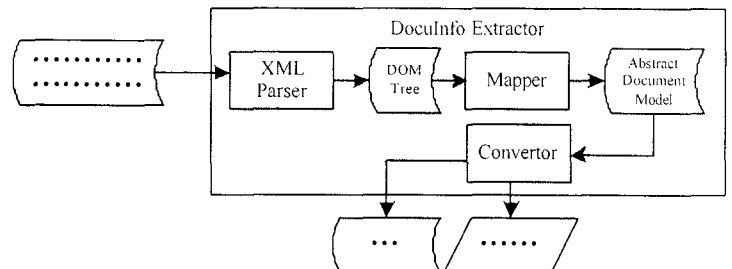 DocuInfo Extractor
XML
Parser
DOM
Tree
Mapper
Abstract
Document
Model
Convertor